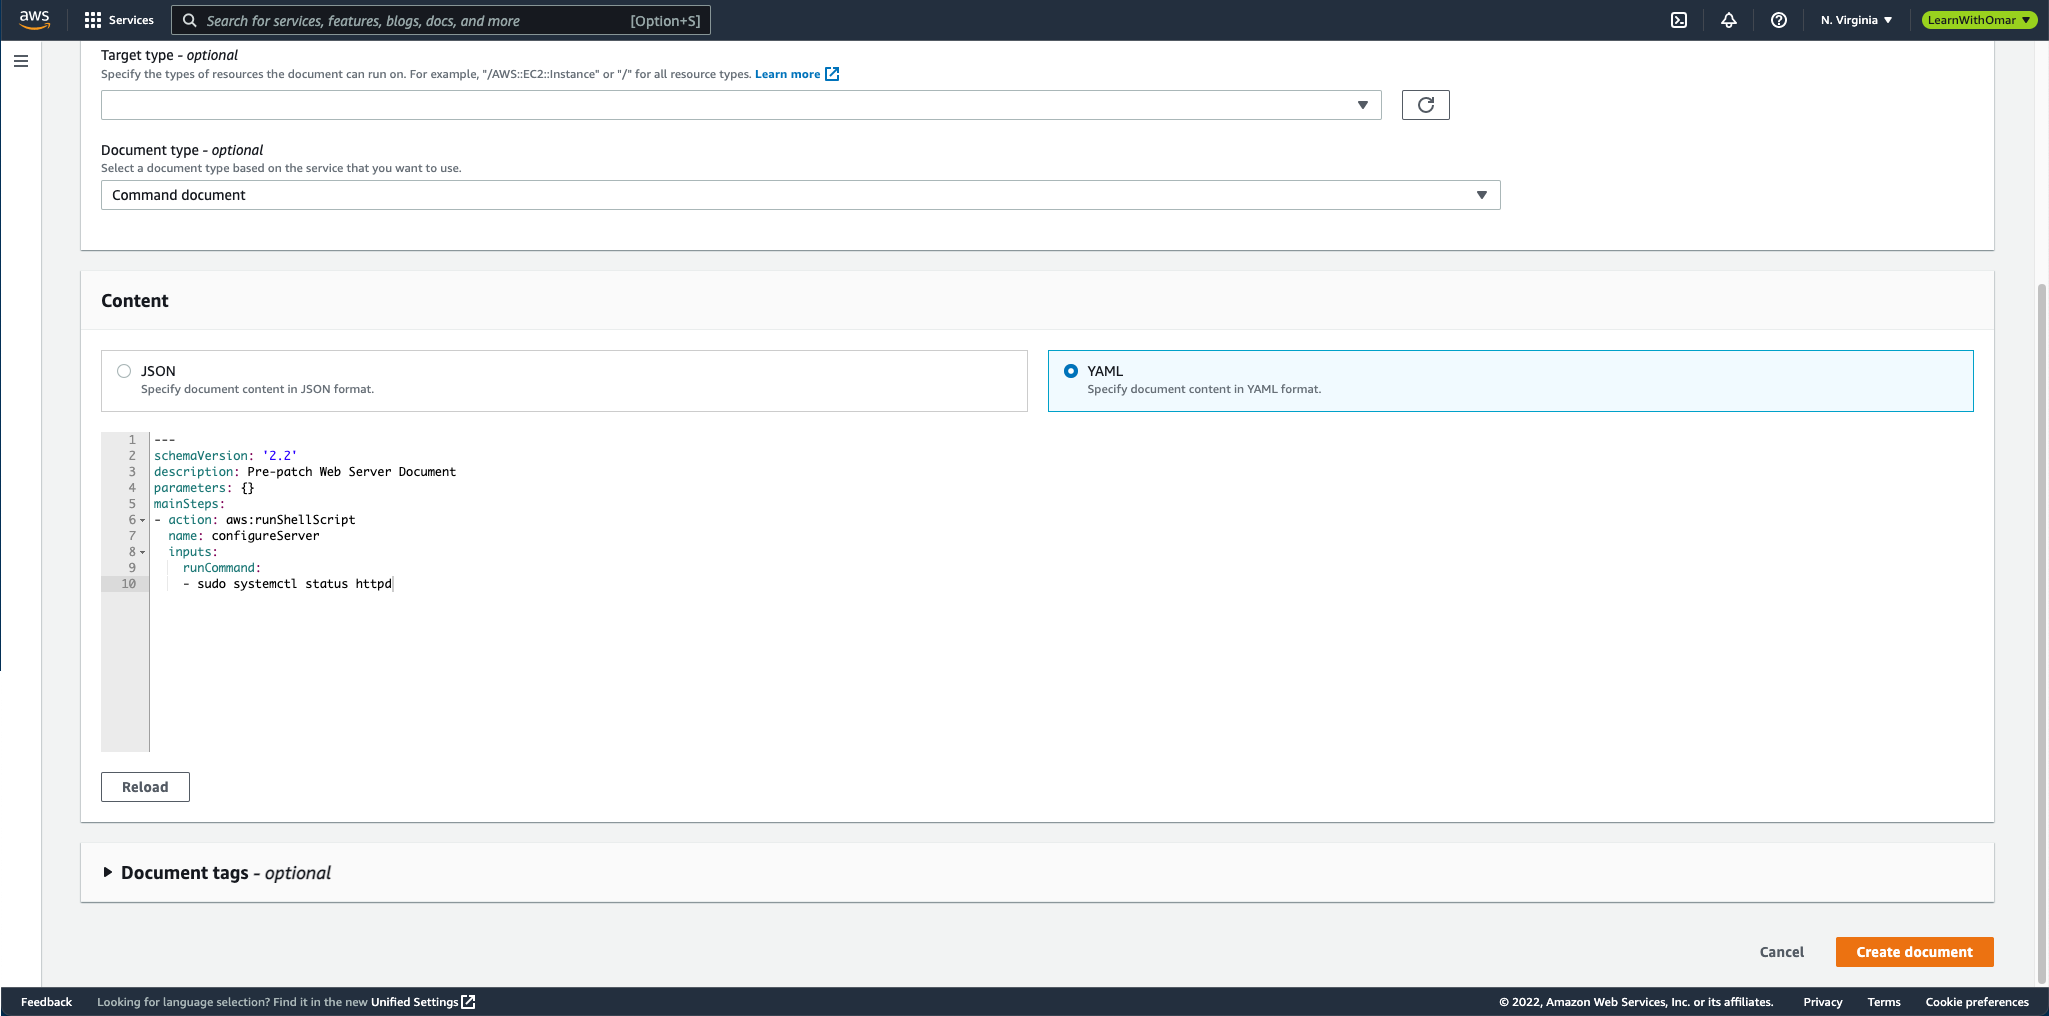 aws Services Search for services, features, blogs, docs, and more [Option+S] N. Virginia LearnWithOmar
Target type - optional
Specify the types of resources the document can run on. For example, "/AWS::EC2::Instance" or "/" for all resource types. Learn more
Document type - optional
Select a document type based on the service that you want to use.
Command document
Content
JSON
Specify document content in JSON format.
YAML
Specify document content in YAML format.
1 ---
2 schemaVersion: '2.2'
3 description: Pre-patch Web Server Document
4 parameters: {}
5 mainSteps:
6 - action: aws:runShellScript
7 name: configureServer
8 inputs:
9 runCommand:
10 - sudo systemctl status httpd
Reload
Document tags - optional
Cancel Create document
Feedback Looking for language selection? Find it in the new Unified Settings © 2022, Amazon Web Services, Inc. or its affiliates. Privacy Terms Cookie preferences